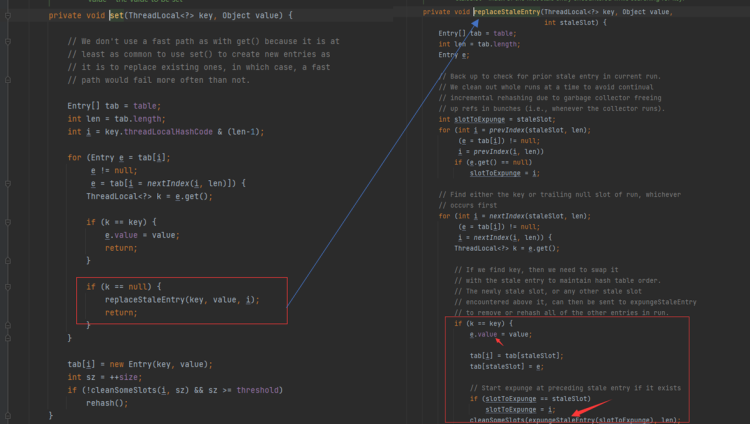 private void set(ThreadLocal<?> key, Object value) {
// We don't use a fast path as with get() because it is at
// least as common to use set() to create new entries as
// it is to replace existing ones, in which case, a fast
// path would fail more often than not.
Entry[] tab = table;
int len = tab.length;
int i = key.threadLocalHashCode & (len-1);
for (Entry e = tab[i];
e != null;
e = tab[i = nextIndex(i, len)]) {
ThreadLocal<?> k = e.get();
if (k == key) {
e.value = value;
return;
}
if (k == null) {
replaceStaleEntry(key, value, i);
return;
}
}
tab[i] = new Entry(key, value);
int sz = ++size;
if (!cleanSomeSlots(i, sz) && sz >= threshold)
rehash();
}
private void replaceStaleEntry(ThreadLocal<?> key, Object value,
int staleSlot) {
Entry[] tab = table;
int len = tab.length;
Entry e;
// Back up to check for prior stale entry in current run.
// We clean out whole runs at a time to avoid continual
// incremental rehashing due to garbage collector freeing
// up refs in bunches (i.e., whenever the collector runs).
int slotToExpunge = staleSlot;
for (int i = prevIndex(staleSlot, len);
(e = tab[i]) != null;
i = prevIndex(i, len))
if (e.get() == null)
slotToExpunge = i;
// Find either the key or trailing null slot of run, whichever
// occurs first
for (int i = nextIndex(staleSlot, len);
(e = tab[i]) != null;
i = nextIndex(i, len)) {
ThreadLocal<?> k = e.get();
// If we find key, then we need to swap it
// with the stale entry to maintain hash table order.
// The newly stale slot, or any other stale slot
// encountered above it, can then be sent to expungeStaleEntry
// to remove or rehash all of the other entries in run.
if (k == key) {
e.value = value;
tab[i] = tab[staleSlot];
tab[staleSlot] = e;
// Start expunge at preceding stale entry if it exists
if (slotToExpunge == staleSlot)
slotToExpunge = i;
cleanSomeSlots(expungeStaleEntry(slotToExpunge), len);